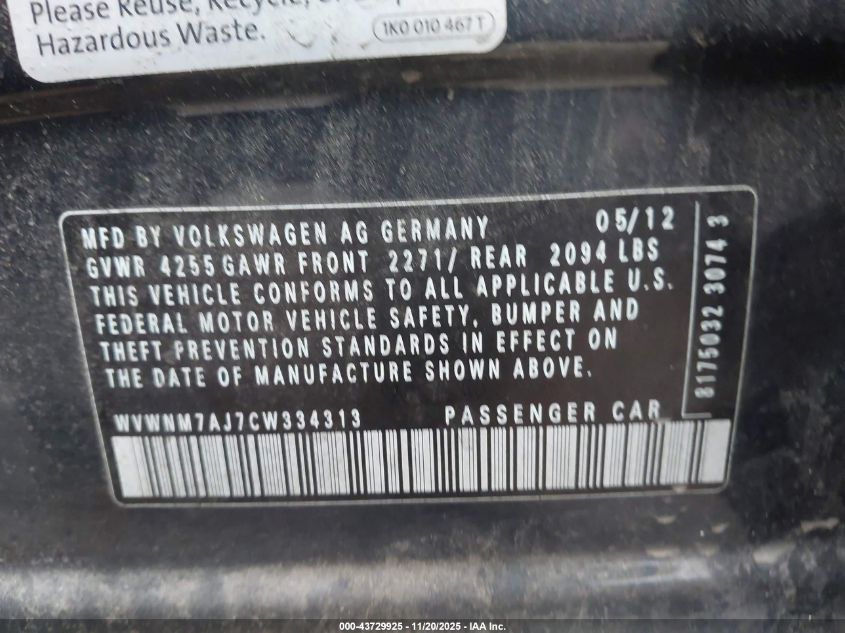 Please Reuse, Recycle,
Hazardous Waste.
1K0 010 467 T
MFD BY VOLKSWAGEN AG GERMANY 05/12
GVWR 4255 GAWR FRONT 2271/ REAR 2094 LBS
THIS VEHICLE CONFORMS TO ALL APPLICABLE U.S.
FEDERAL MOTOR VEHICLE SAFETY, BUMPER AND
THEFT PREVENTION STANDARDS IN EFFECT ON
THE DATE OF MANUFACTURE SHOWN ABOVE.
WVWNM7AJ7CW334313 PASSENGER CAR
8175032 3074 3
000-43729925 - 11/20/2025 - IAA Inc.